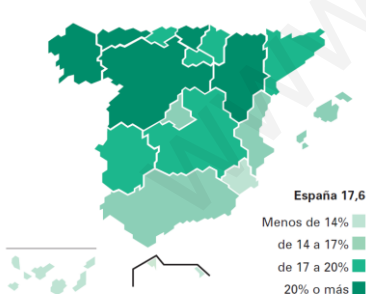 España 17,6
Menos de 14%
de 14 a 17%
de 17 a 20%
20% o más